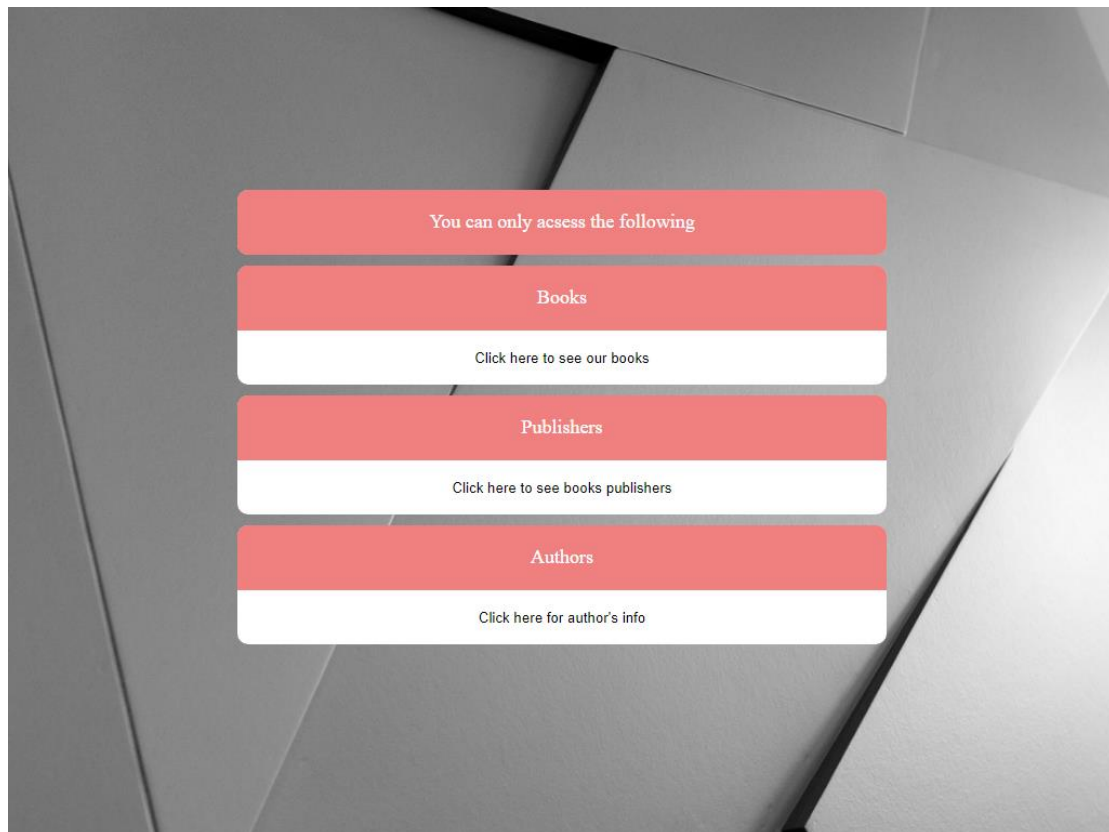 You can only acsess the following
Books
Click here to see our books
Publishers
Click here to see books publishers
Authors
Click here for author's info